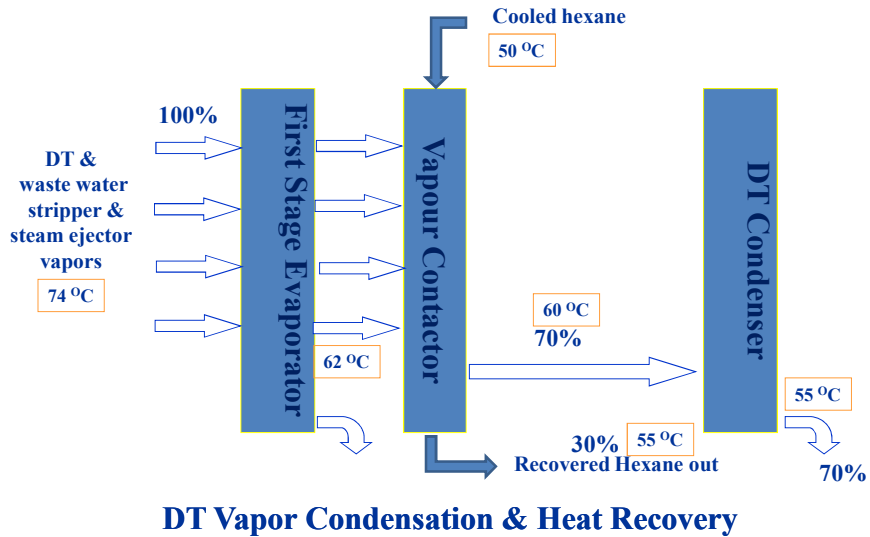 Cooled hexane
50 ᴼC
100%
DT &
waste water
stripper &
steam ejector
vapors
74 ᴼC
First Stage Evaporator
Vapour Contactor
DT Condenser
62 ᴼC
60 ᴼC
70%
55 ᴼC
30%
55 ᴼC
Recovered Hexane out
70%
DT Vapor Condensation & Heat Recovery